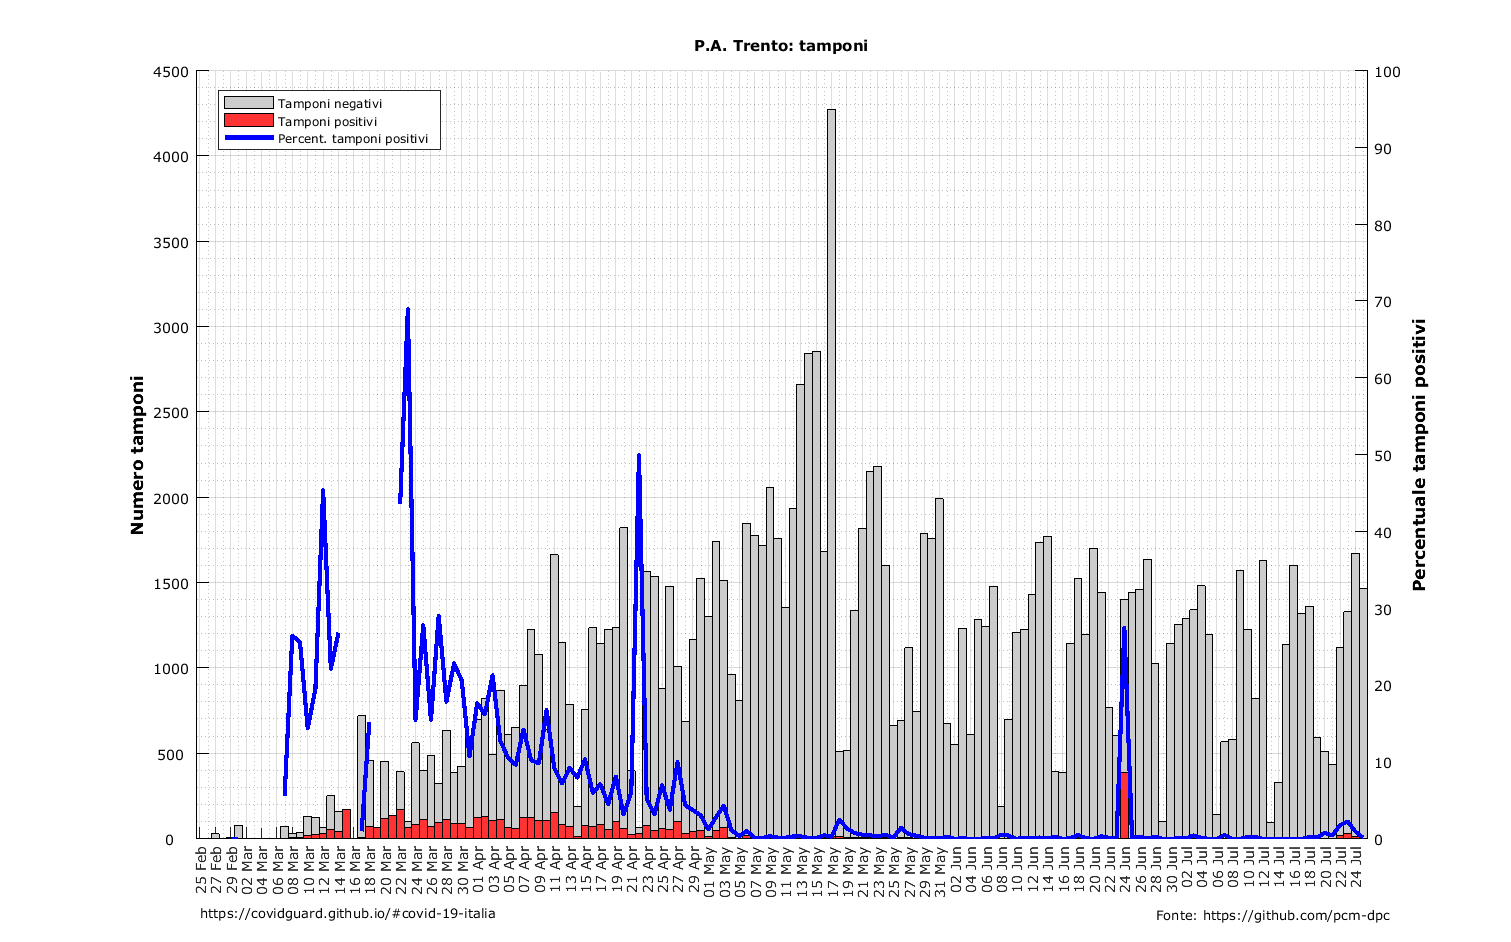 P.A. Trento: tamponi
Tamponi negativi
Tamponi positivi
Percent. tamponi positivi
Numero tamponi
4500
4000
3500
3000
2500
2000
1500
1000
500
0
Percentuale tamponi positivi
100
90
80
70
60
50
40
30
20
10
0
25 Feb
27 Feb
29 Feb
02 Mar
04 Mar
06 Mar
08 Mar
10 Mar
12 Mar
14 Mar
16 Mar
18 Mar
20 Mar
22 Mar
24 Mar
26 Mar
28 Mar
30 Mar
01 Apr
03 Apr
05 Apr
07 Apr
09 Apr
11 Apr
13 Apr
15 Apr
17 Apr
19 Apr
21 Apr
23 Apr
25 Apr
27 Apr
29 Apr
01 May
03 May
05 May
07 May
09 May
11 May
13 May
15 May
17 May
19 May
21 May
23 May
25 May
27 May
29 May
31 May
02 Jun
04 Jun
06 Jun
08 Jun
10 Jun
12 Jun
14 Jun
16 Jun
18 Jun
20 Jun
22 Jun
24 Jun
26 Jun
28 Jun
30 Jun
02 Jul
04 Jul
06 Jul
08 Jul
10 Jul
12 Jul
14 Jul
16 Jul
18 Jul
20 Jul
22 Jul
24 Jul
https://covidguard.github.io/#covid-19-italia
Fonte: https://github.com/pcm-dpc